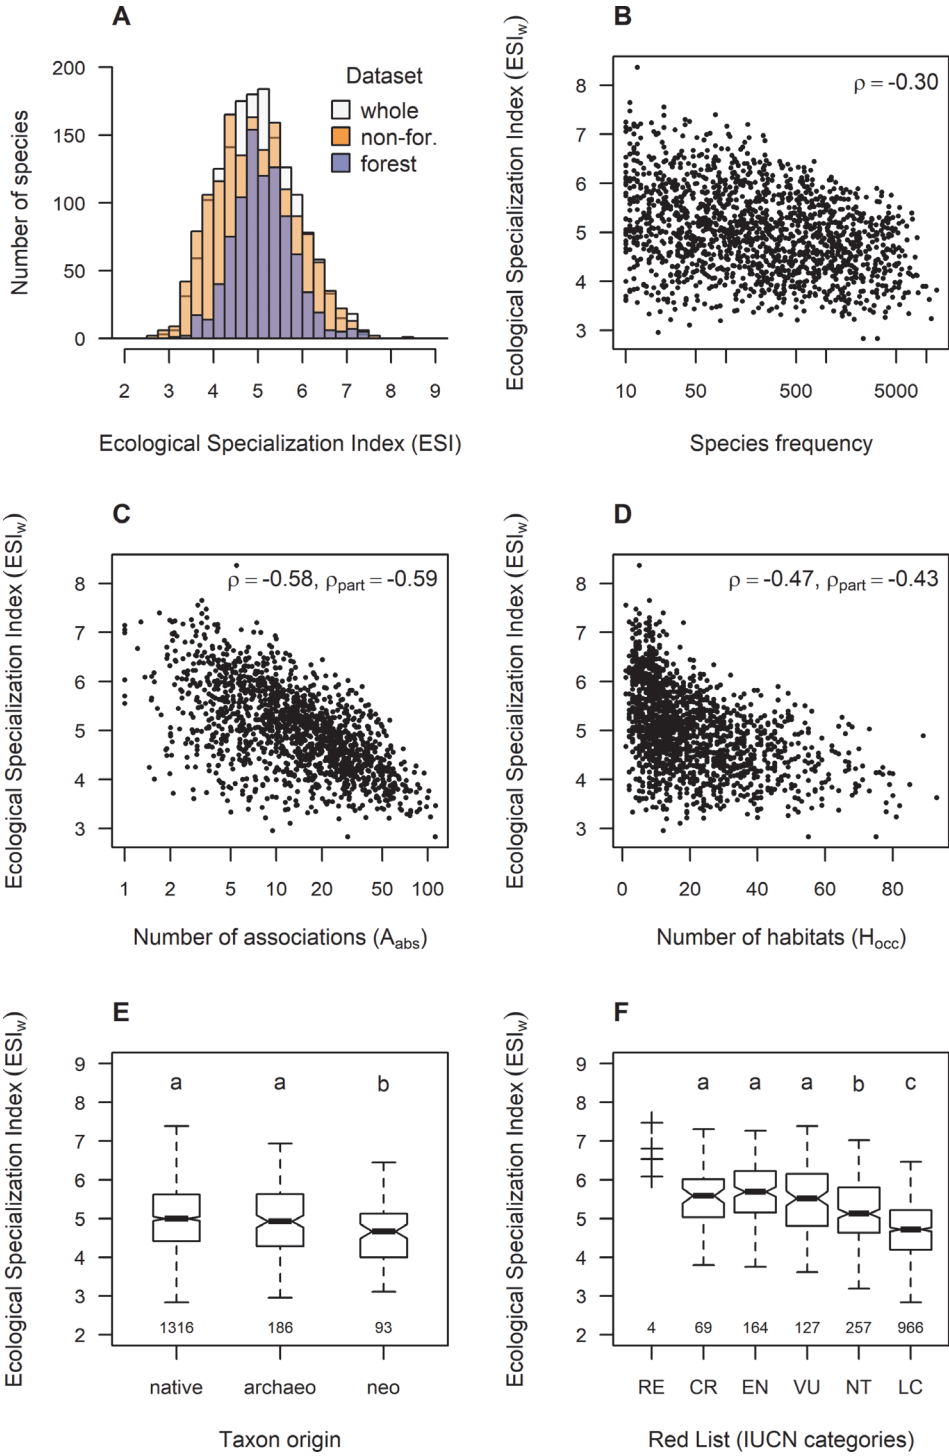 A
Number of species
200
150
100
50
0
Dataset
whole
non-for.
forest
2 3 4 5 6 7 8 9
Ecological Specialization Index (ESI)
B
Ecological Specialization Index (ESIw)
8
7
6
5
4
3
ρ = -0.30
10 50 500 5000
Species frequency
C
Ecological Specialization Index (ESIw)
8
7
6
5
4
3
ρ = -0.58, ρpart = -0.59
1 2 5 10 20 50 100
Number of associations (Aabs)
D
Ecological Specialization Index (ESIw)
8
7
6
5
4
3
ρ = -0.47, ρpart = -0.43
0 20 40 60 80
Number of habitats (Hocc)
E
Ecological Specialization Index (ESIw)
9
8
7
6
5
4
3
2
a a b
1316 186 93
native archaeo neo
Taxon origin
F
Ecological Specialization Index (ESIw)
9
8
7
6
5
4
3
2
a a a b c
4 69 164 127 257 966
RE CR EN VU NT LC
Red List (IUCN categories)